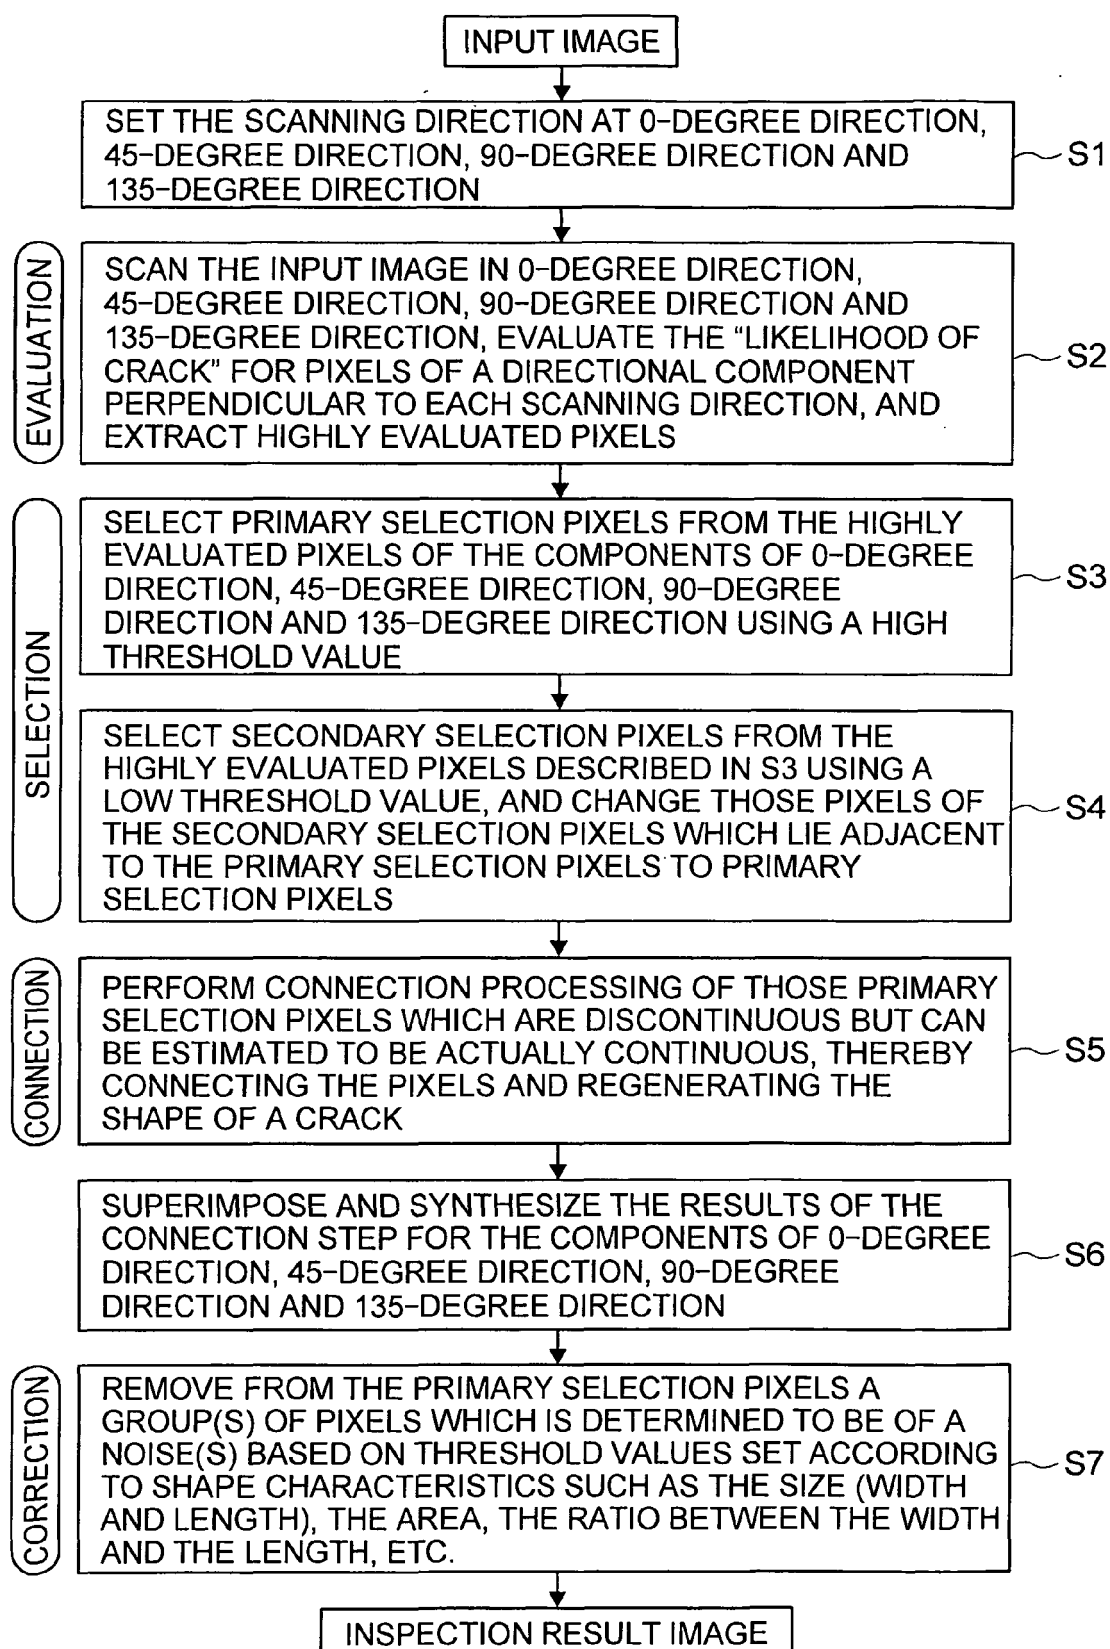 INPUT IMAGE
SET THE SCANNING DIRECTION AT 0-DEGREE DIRECTION,
45-DEGREE DIRECTION, 90-DEGREE DIRECTION AND
135-DEGREE DIRECTION
S1
EVALUATION
SCAN THE INPUT IMAGE IN 0-DEGREE DIRECTION,
45-DEGREE DIRECTION, 90-DEGREE DIRECTION AND
135-DEGREE DIRECTION, EVALUATE THE “LIKELIHOOD OF
CRACK” FOR PIXELS OF A DIRECTIONAL COMPONENT
PERPENDICULAR TO EACH SCANNING DIRECTION, AND
EXTRACT HIGHLY EVALUATED PIXELS
S2
SELECTION
SELECT PRIMARY SELECTION PIXELS FROM THE HIGHLY
EVALUATED PIXELS OF THE COMPONENTS OF 0-DEGREE
DIRECTION, 45-DEGREE DIRECTION, 90-DEGREE
DIRECTION AND 135-DEGREE DIRECTION USING A HIGH
THRESHOLD VALUE
S3
SELECT SECONDARY SELECTION PIXELS FROM THE
HIGHLY EVALUATED PIXELS DESCRIBED IN S3 USING A
LOW THRESHOLD VALUE, AND CHANGE THOSE PIXELS OF
THE SECONDARY SELECTION PIXELS WHICH LIE ADJACENT
TO THE PRIMARY SELECTION PIXELS TO PRIMARY
SELECTION PIXELS
S4
CONNECTION
PERFORM CONNECTION PROCESSING OF THOSE PRIMARY
SELECTION PIXELS WHICH ARE DISCONTINUOUS BUT CAN
BE ESTIMATED TO BE ACTUALLY CONTINUOUS, THEREBY
CONNECTING THE PIXELS AND REGENERATING THE
SHAPE OF A CRACK
S5
SUPERIMPOSE AND SYNTHESIZE THE RESULTS OF THE
CONNECTION STEP FOR THE COMPONENTS OF 0-DEGREE
DIRECTION, 45-DEGREE DIRECTION, 90-DEGREE
DIRECTION AND 135-DEGREE DIRECTION
S6
CORRECTION
REMOVE FROM THE PRIMARY SELECTION PIXELS A
GROUP(S) OF PIXELS WHICH IS DETERMINED TO BE OF A
NOISE(S) BASED ON THRESHOLD VALUES SET ACCORDING
TO SHAPE CHARACTERISTICS SUCH AS THE SIZE (WIDTH
AND LENGTH), THE AREA, THE RATIO BETWEEN THE WIDTH
AND THE LENGTH, ETC.
S7
INSPECTION RESULT IMAGE